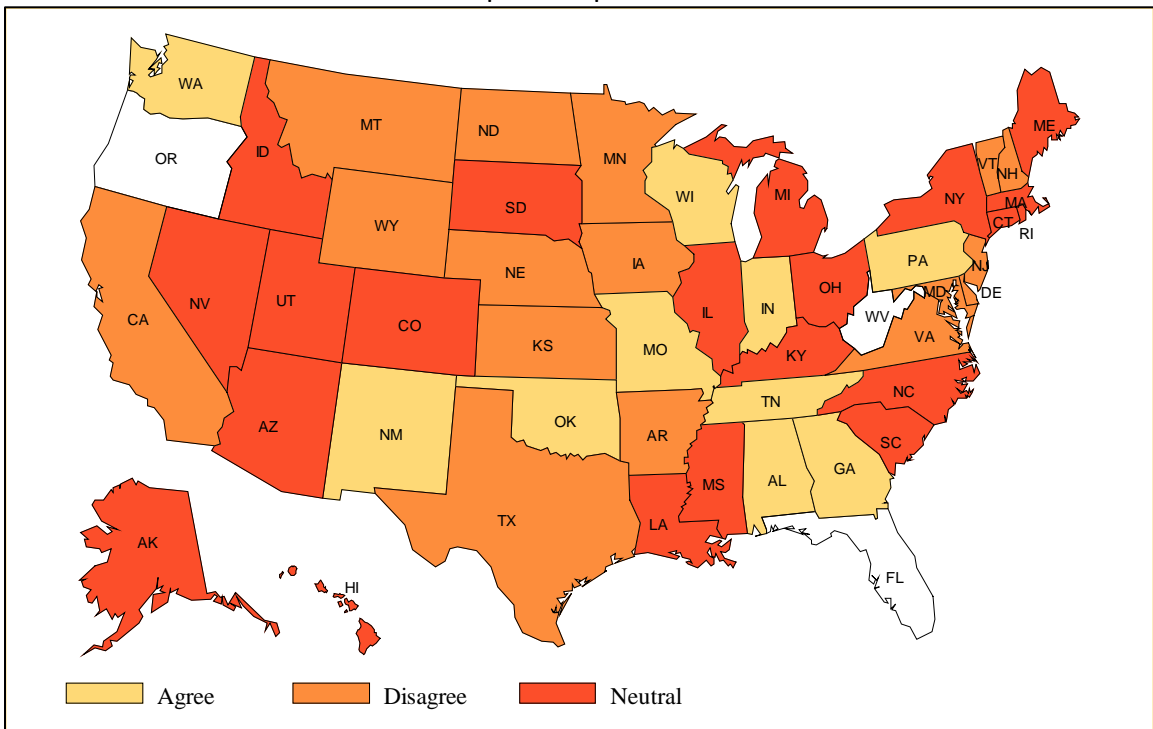 WA
MT
ND
MN
ME
OR
ID
VT
NH
WI
MI
NY
SD
MA
WY
CT
RI
PA
IA
NE
NJ
OH
MD
DE
NV
UT
IL
IN
WV
CA
CO
VA
KS
MO
KY
NC
TN
OK
AZ
NM
AR
SC
GA
MS
AL
TX
LA
AK
FL
HI
Agree Disagree Neutral